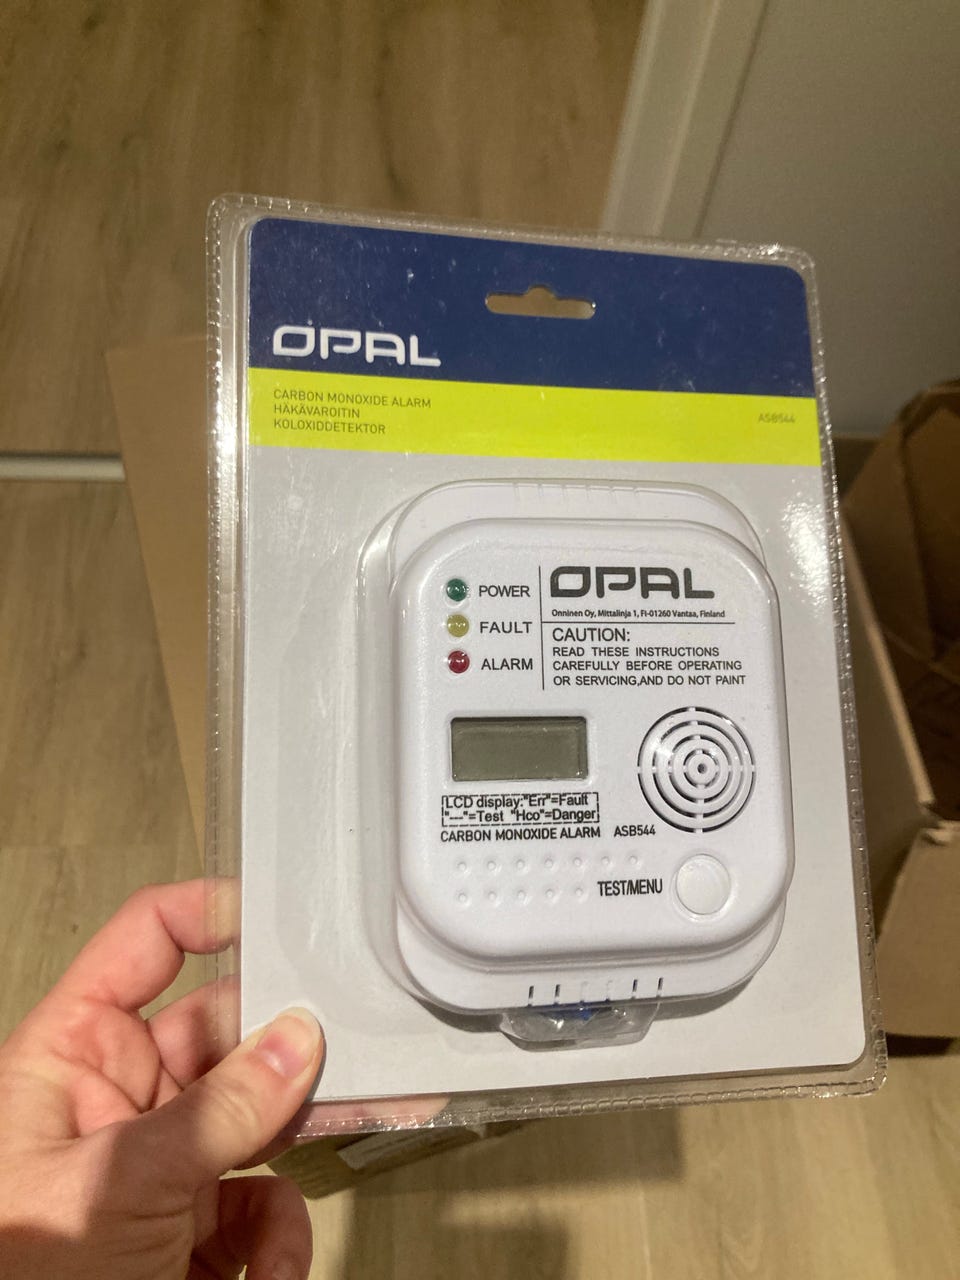 OPAL
CARBON MONOXIDE ALARM
HÄKÄVAROITIN
KOLOXIDDETEKTOR
ASB544
POWER
FAULT
ALARM
OPAL
Onninen Oy, Mittalinja 1, FI-01260 Vantaa, Finland
CAUTION:
READ THESE INSTRUCTIONS
CAREFULLY BEFORE OPERATING
OR SERVICING,AND DO NOT PAINT
LCD display:"Err"=Fault
"---"=Test "Hco"=Danger
CARBON MONOXIDE ALARM ASB544
TEST/MENU